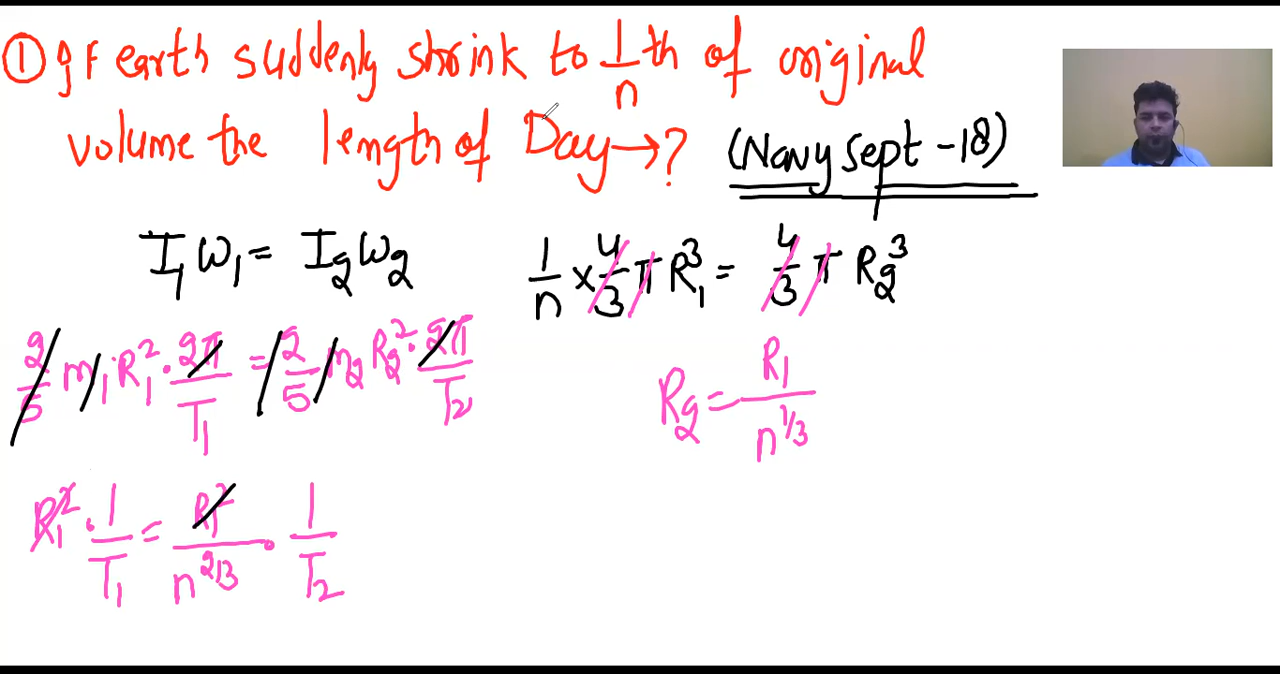 ① If earth suddenly shrink to 1/n th of original
volume the length of Day → ?
(Navy Sept - 18)
I₁ω₁ = I₂ω₂
1/n × 4/3 π R₁³ = 4/3 π R₂³
2/5 m₁R₁² · 2π/T₁ = 2/5 m₂ R₂² · 2π/T₂
R₂ = R₁/n^1/3
R₁² · 1/T₁ = R₁²/n^2/3 · 1/T₂